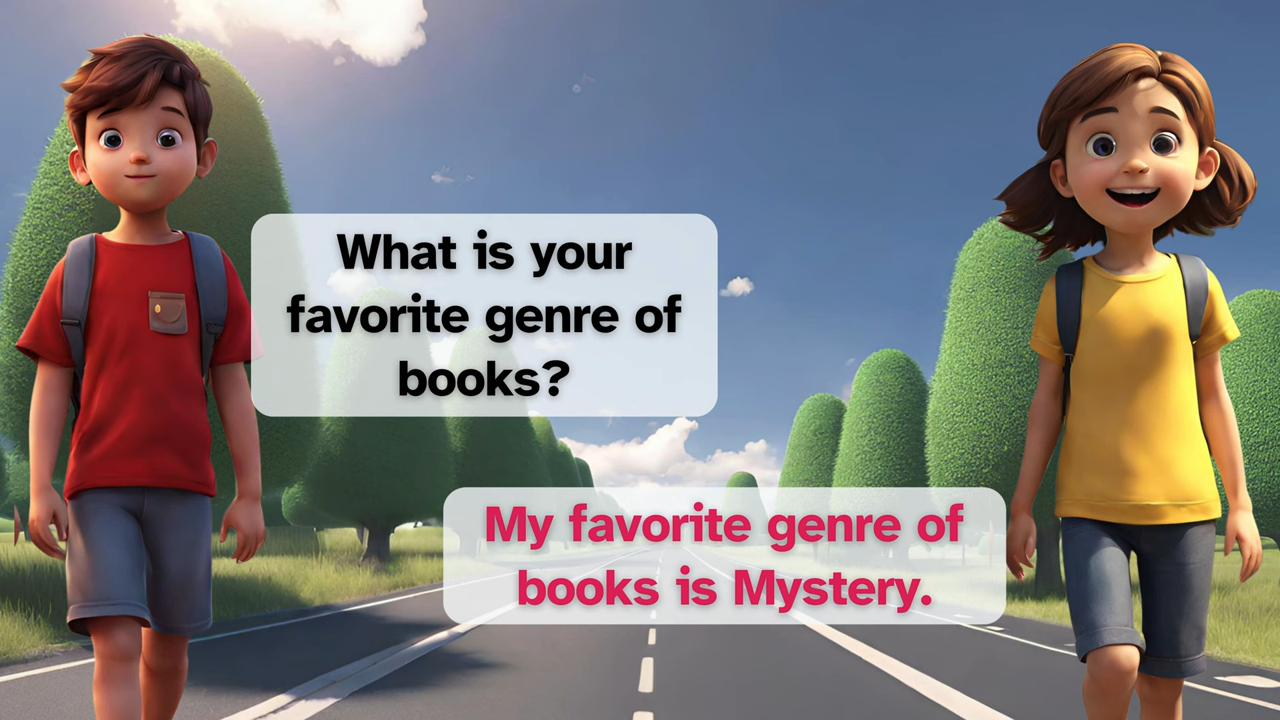 What is your
favorite genre of
books?
My favorite genre of
books is Mystery.